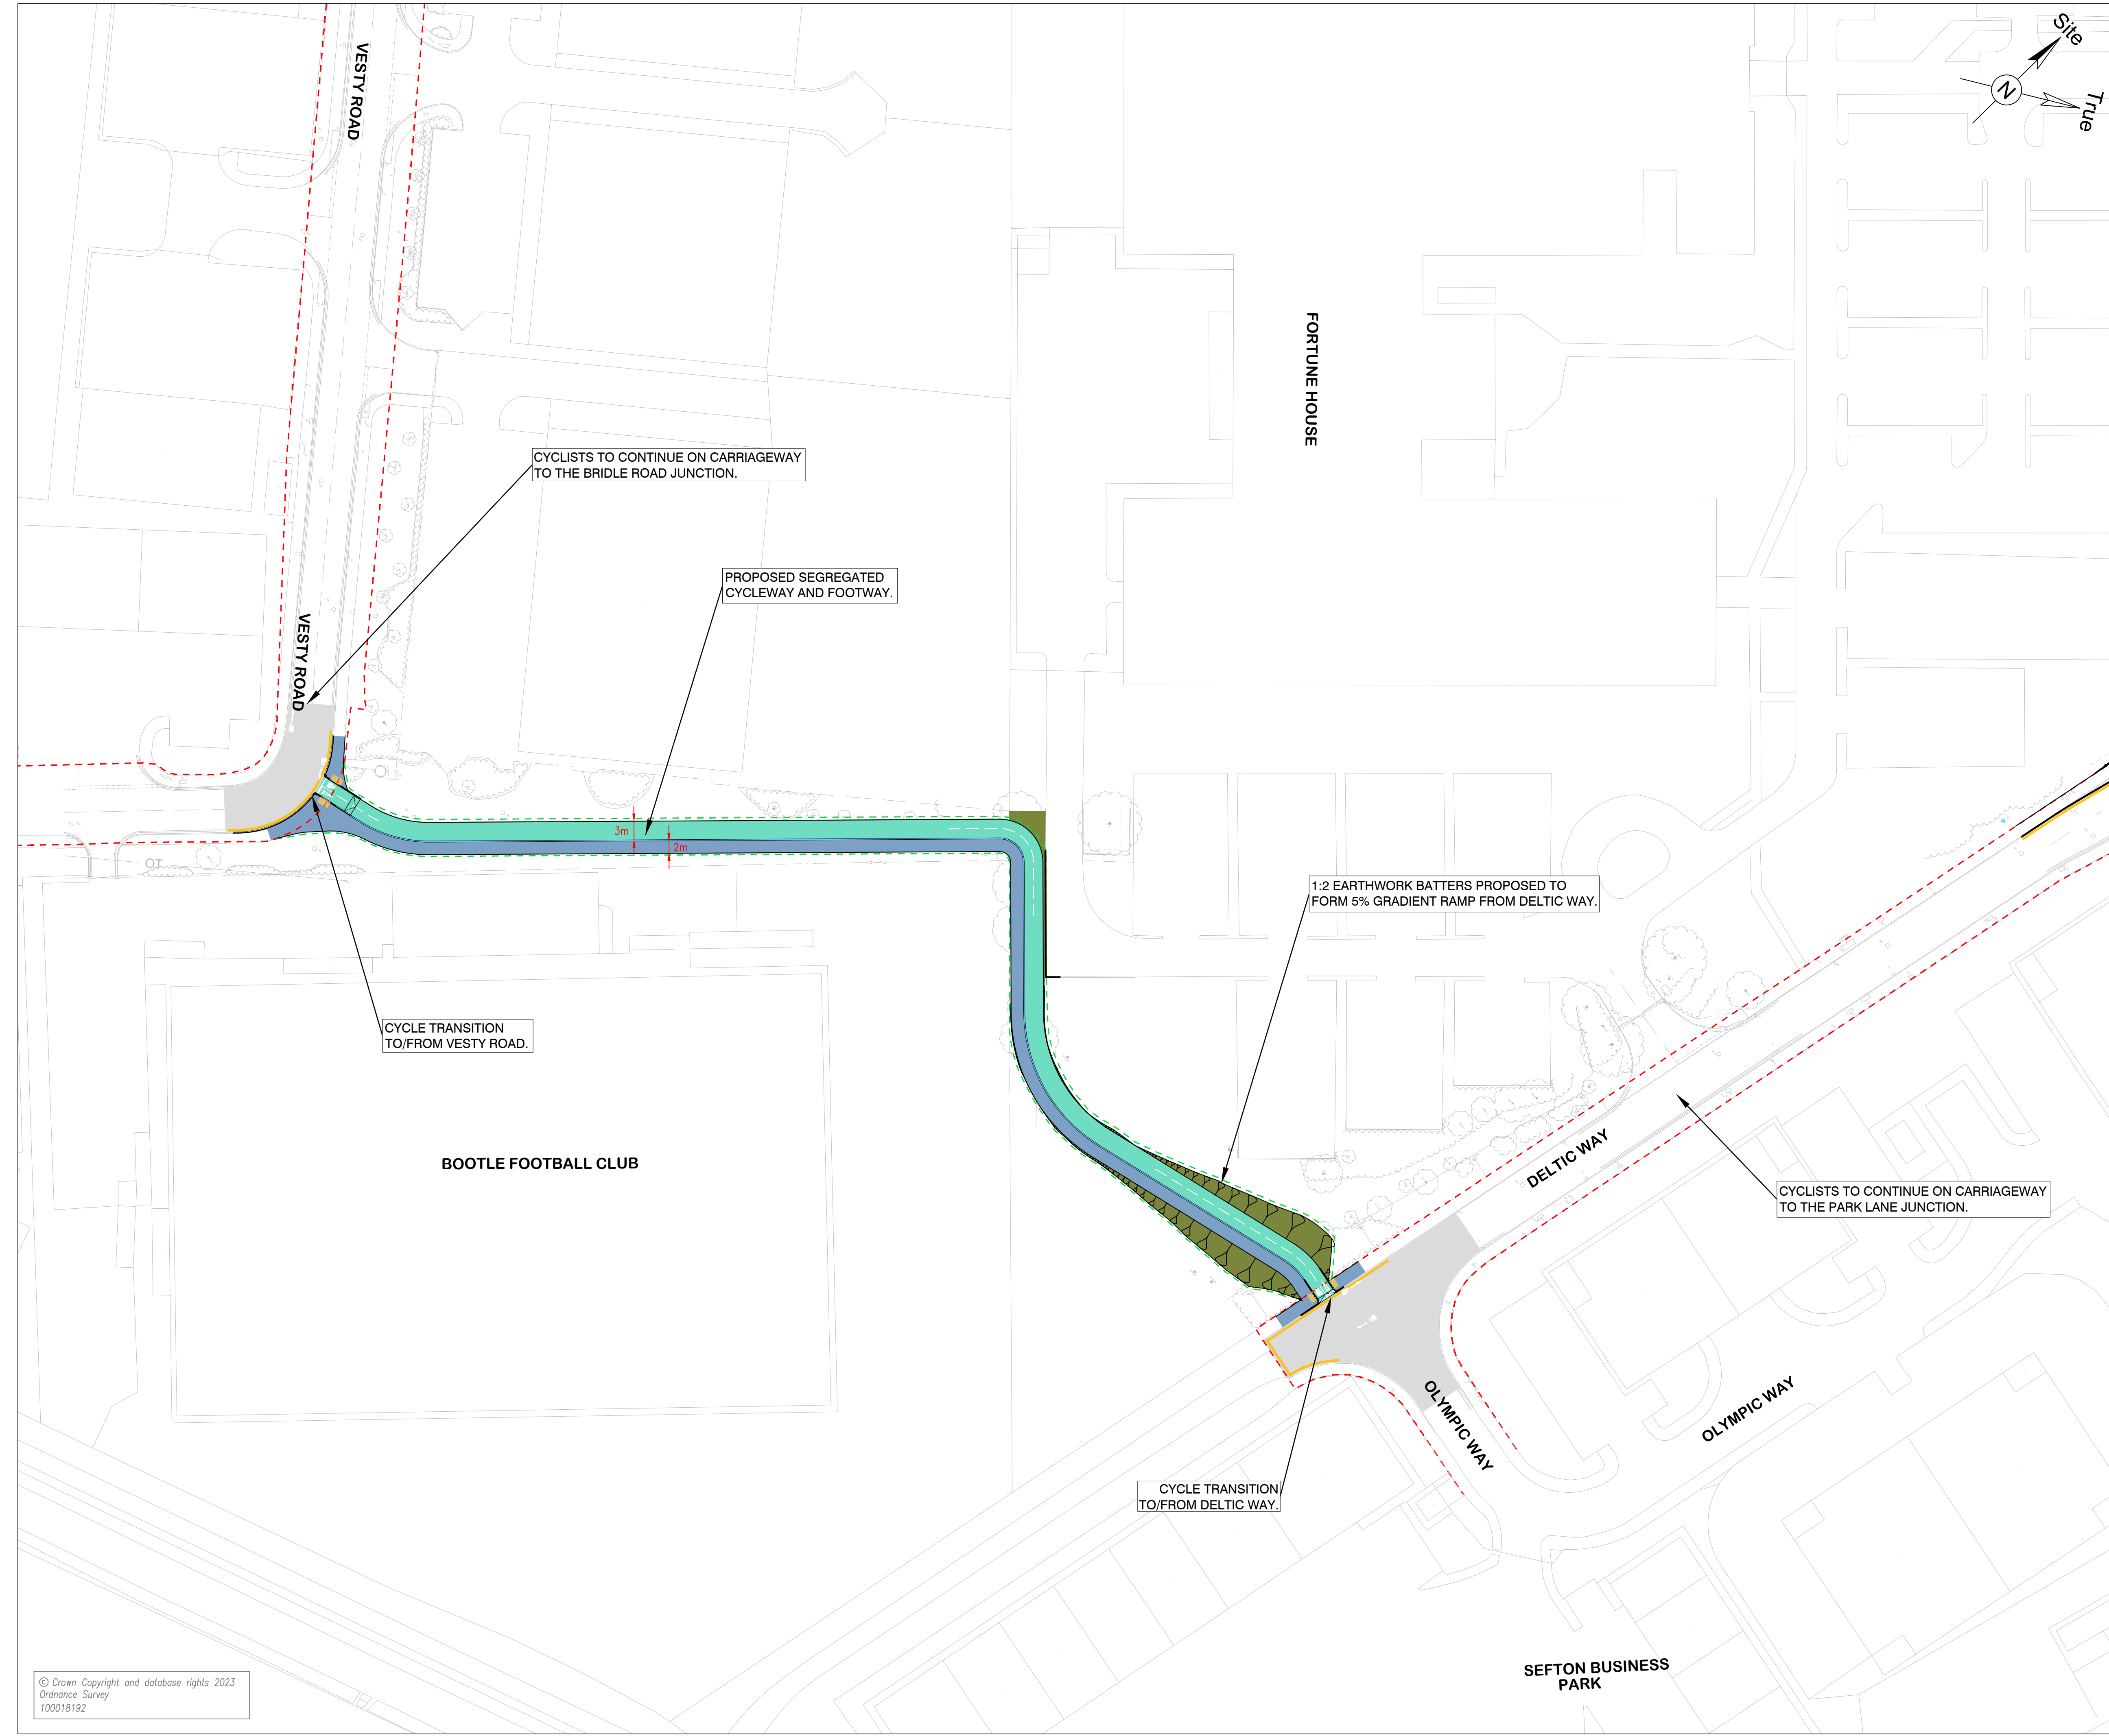 Site
N
True
VESTY ROAD
FORTUNE HOUSE
CYCLISTS TO CONTINUE ON CARRIAGEWAY
TO THE BRIDLE ROAD JUNCTION.
PROPOSED SEGREGATED
CYCLEWAY AND FOOTWAY.
VESTY ROAD
3m
2m
OT
1:2 EARTHWORK BATTERS PROPOSED TO
FORM 5% GRADIENT RAMP FROM DELTIC WAY.
CYCLE TRANSITION
TO/FROM VESTY ROAD.
BOOTLE FOOTBALL CLUB
DELTIC WAY
CYCLISTS TO CONTINUE ON CARRIAGEWAY
TO THE PARK LANE JUNCTION.
OLYMPIC WAY
OLYMPIC WAY
CYCLE TRANSITION
TO/FROM DELTIC WAY.
SEFTON BUSINESS
PARK
© Crown Copyright and database rights 2023
Ordnance Survey
100018192